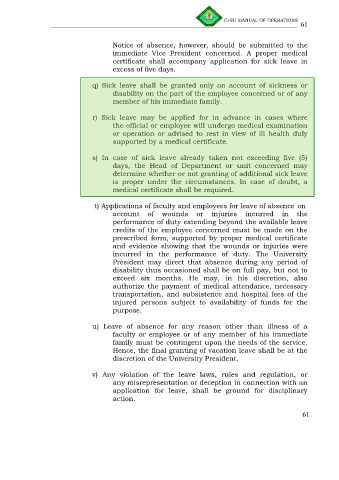 CvSU MANUAL OF OPERATIONS
61
Notice of absence, however, should be submitted to the
immediate Vice President concerned. A proper medical
certificate shall accompany application for sick leave in
excess of five days.
q) Sick leave shall be granted only on account of sickness or
disability on the part of the employee concerned or of any
member of his immediate family.
r) Sick leave may be applied for in advance in cases where
the official or employee will undergo medical examination
or operation or advised to rest in view of ill health duly
supported by a medical certificate.
s) In case of sick leave already taken not exceeding five (5)
days, the Head of Department or unit concerned may
determine whether or not granting of additional sick leave
is proper under the circumstances. In case of doubt, a
medical certificate shall be required.
t) Applications of faculty and employees for leave of absence on
account of wounds or injuries incurred in the
performance of duty extending beyond the available leave
credits of the employee concerned must be made on the
prescribed form, supported by proper medical certificate
and evidence showing that the wounds or injuries were
incurred in the performance of duty. The University
President may direct that absence during any period of
disability thus occasioned shall be on full pay, but not to
exceed six months. He may, in his discretion, also
authorize the payment of medical attendance, necessary
transportation, and subsistence and hospital fees of the
injured persons subject to availability of funds for the
purpose.
u) Leave of absence for any reason other than illness of a
faculty or employee or of any member of his immediate
family must be contingent upon the needs of the service.
Hence, the final granting of vacation leave shall be at the
discretion of the University President.
v) Any violation of the leave laws, rules and regulation, or
any misrepresentation or deception in connection with an
application for leave, shall be ground for disciplinary
action.
61